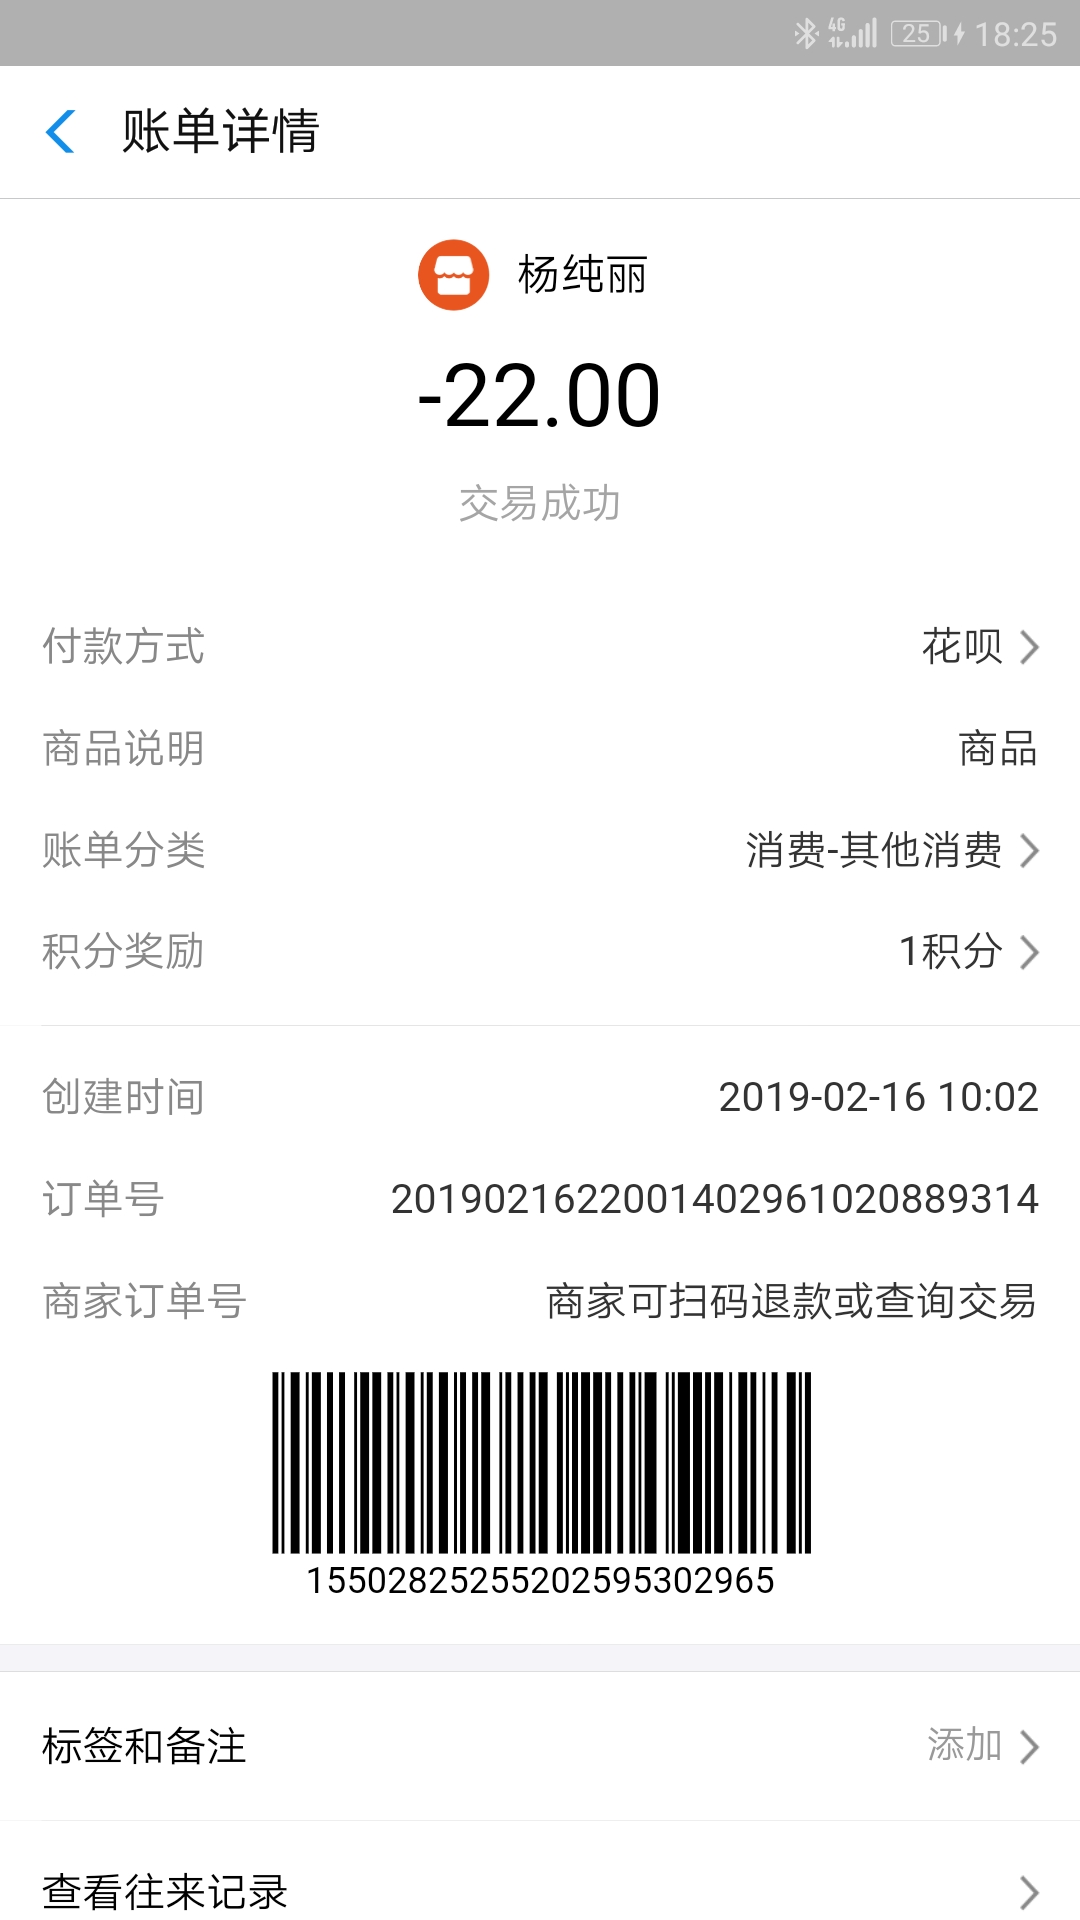 4G 25 18:25
账单详情
杨纯丽
-22.00
交易成功
付款方式 花呗
商品说明 商品
账单分类 消费-其他消费
积分奖励 1积分
创建时间 2019-02-16 10:02
订单号 2019021622001402961020889314
商家订单号 商家可扫码退款或查询交易
15502825255202595302965
标签和备注 添加
查看往来记录